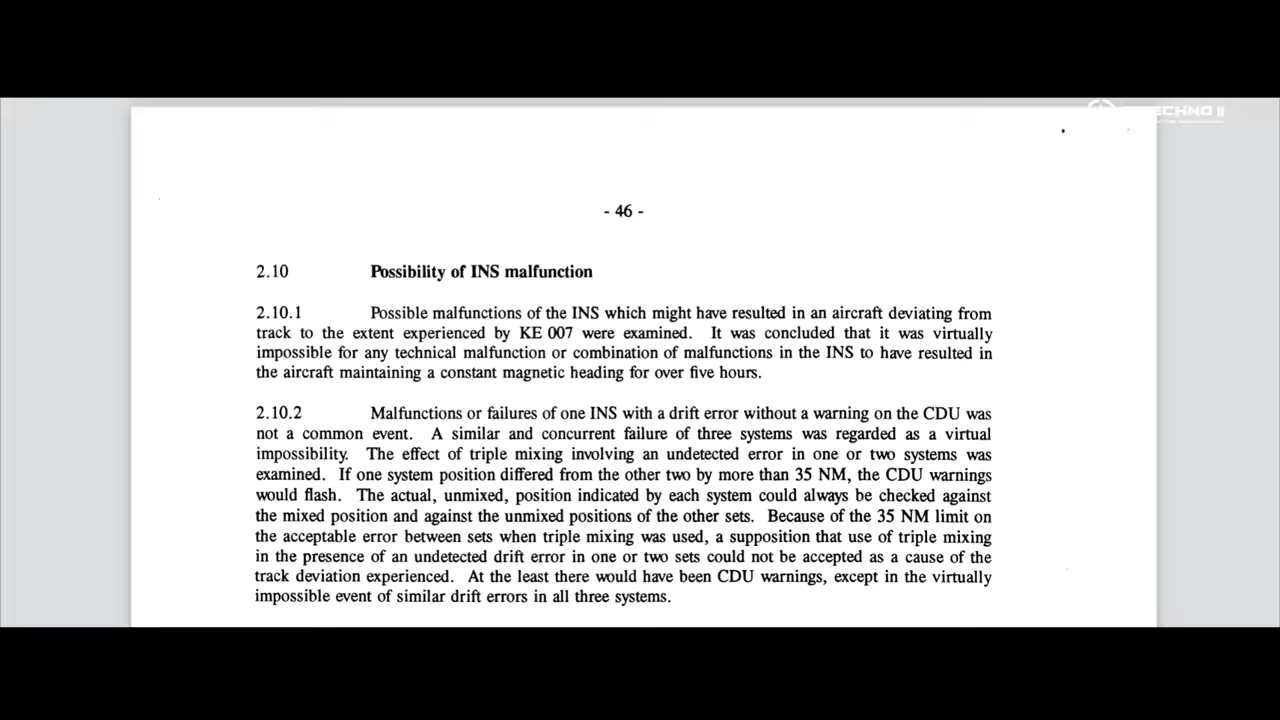 ECHNO II
- 46 -
2.10 Possibility of INS malfunction
2.10.1 Possible malfunctions of the INS which might have resulted in an aircraft deviating from
track to the extent experienced by KE 007 were examined. It was concluded that it was virtually
impossible for any technical malfunction or combination of malfunctions in the INS to have resulted in
the aircraft maintaining a constant magnetic heading for over five hours.
2.10.2 Malfunctions or failures of one INS with a drift error without a warning on the CDU was
not a common event. A similar and concurrent failure of three systems was regarded as a virtual
impossibility. The effect of triple mixing involving an undetected error in one or two systems was
examined. If one system position differed from the other two by more than 35 NM, the CDU warnings
would flash. The actual, unmixed, position indicated by each system could always be checked against
the mixed position and against the unmixed positions of the other sets. Because of the 35 NM limit on
the acceptable error between sets when triple mixing was used, a supposition that use of triple mixing
in the presence of an undetected drift error in one or two sets could not be accepted as a cause of the
track deviation experienced. At the least there would have been CDU warnings, except in the virtually
impossible event of similar drift errors in all three systems.